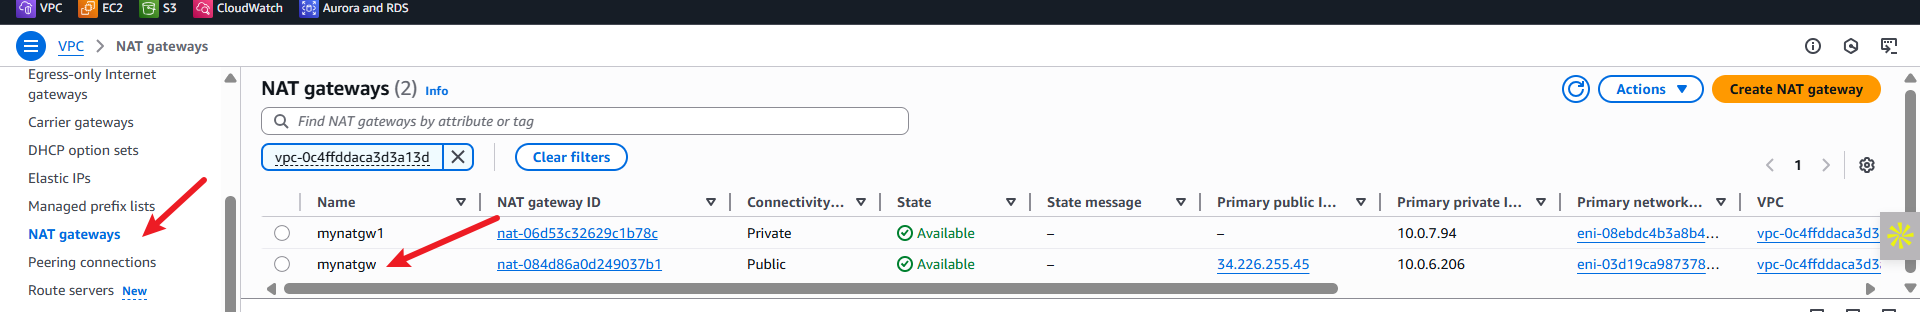 VPC EC2 S3 CloudWatch Aurora and RDS
VPC > NAT gateways
Egress-only Internet
gateways
Carrier gateways
DHCP option sets
Elastic IPs
Managed prefix lists
NAT gateways
Peering connections
Route servers New
NAT gateways (2) Info
Actions
Create NAT gateway
Find NAT gateways by attribute or tag
vpc-0c4ffddaca3d3a13d
Clear filters
1
Name NAT gateway ID Connectivity... State State message Primary public I... Primary private I... Primary network... VPC
mynatgw1 nat-06d53c32629c1b78c Private Available – – 10.0.7.94 eni-08ebdc4b3a8b4... vpc-0c4ffddaca3d3
mynatgw nat-084d86a0d249037b1 Public Available – 34.226.255.45 10.0.6.206 eni-03d19ca987378... vpc-0c4ffddaca3d3